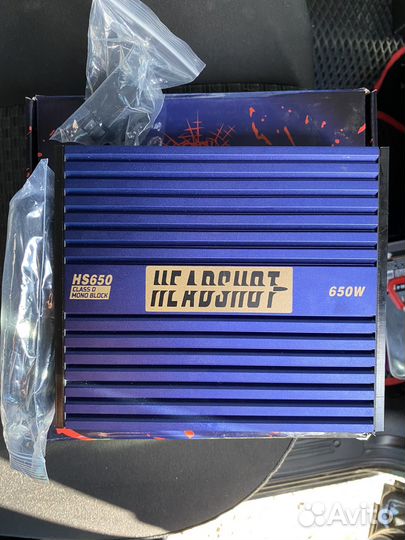 HS650
CLASS D
MONO BLOCK
HEADSHOT
650W
Avito